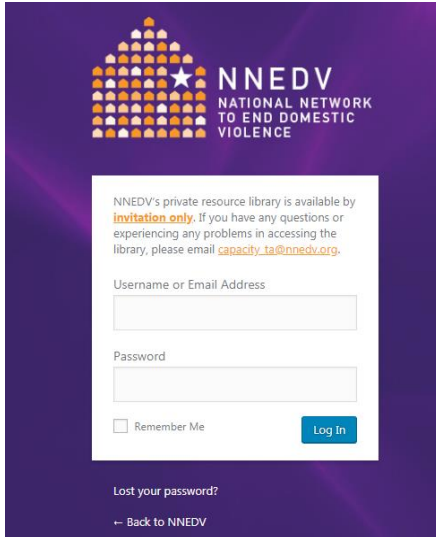 NNEDV
NATIONAL NETWORK
TO END DOMESTIC
VIOLENCE
NNEDV's private resource library is available by
invitation only. If you have any questions or
experiencing any problems in accessing the
library, please email capacity_ta@nnedv.org.
Username or Email Address
Password
Remember Me
Log In
Lost your password?
← Back to NNEDV